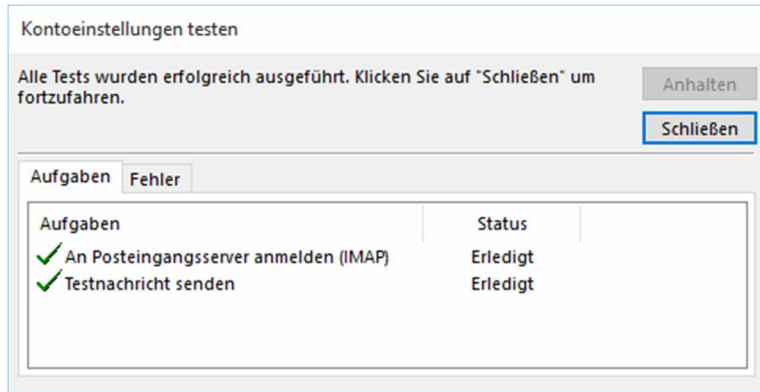 Kontoeinstellungen testen
Alle Tests wurden erfolgreich ausgeführt. Klicken Sie auf "Schließen" um
fortzufahren.
Anhalten
Schließen
Aufgaben Fehler
Aufgaben Status
An Posteingangsserver anmelden (IMAP) Erledigt
Testnachricht senden Erledigt